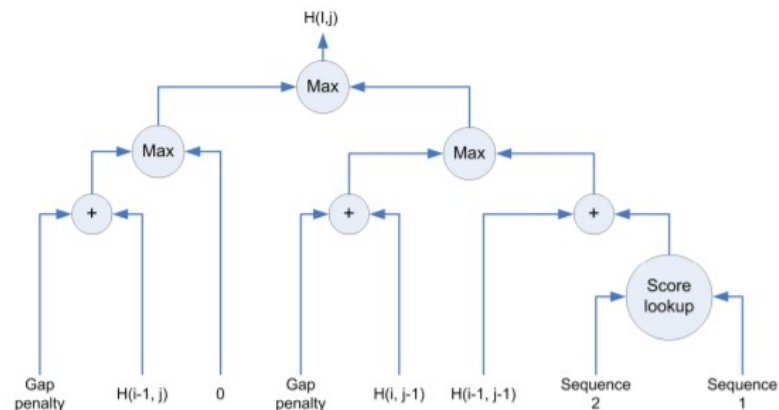 H(I,j)
Max
Max
Max
+
+
+
Score
lookup
Gap
penalty
H(i-1, j)
0
Gap
penalty
H(i, j-1)
H(i-1, j-1)
Sequence
2
Sequence
1